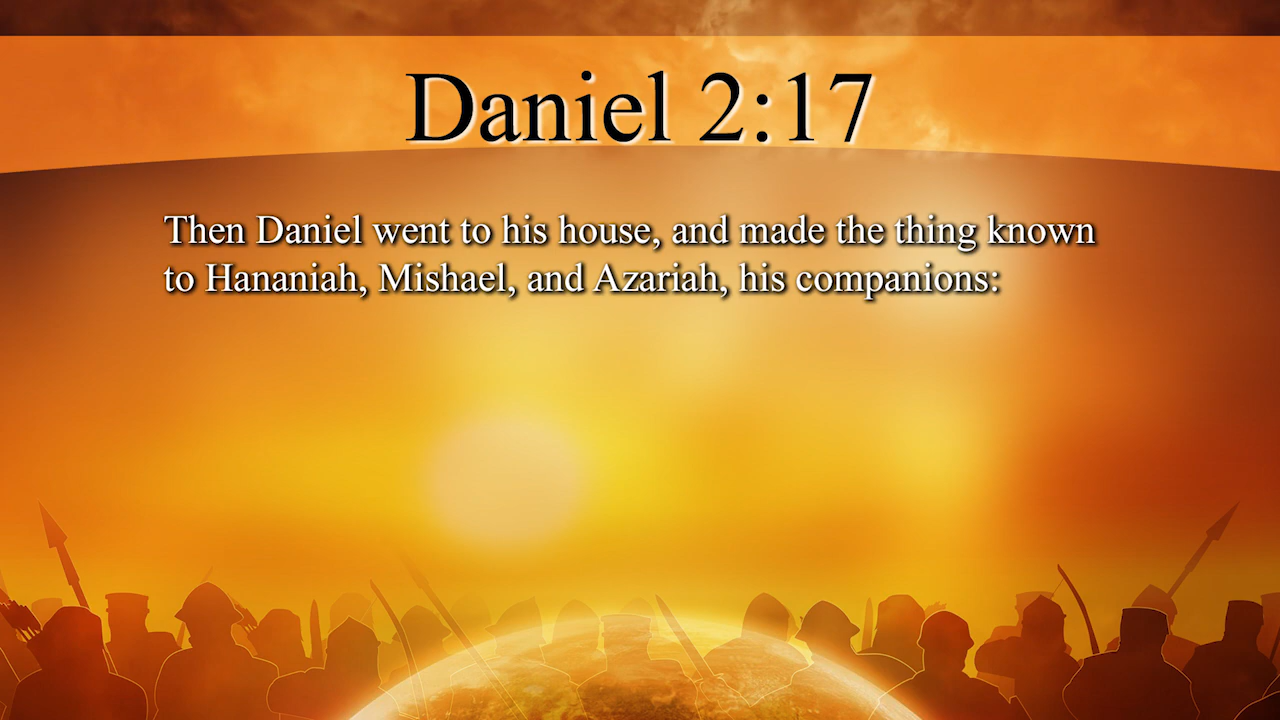 Daniel 2:17
Then Daniel went to his house, and made the thing known
to Hananiah, Mishael, and Azariah, his companions: